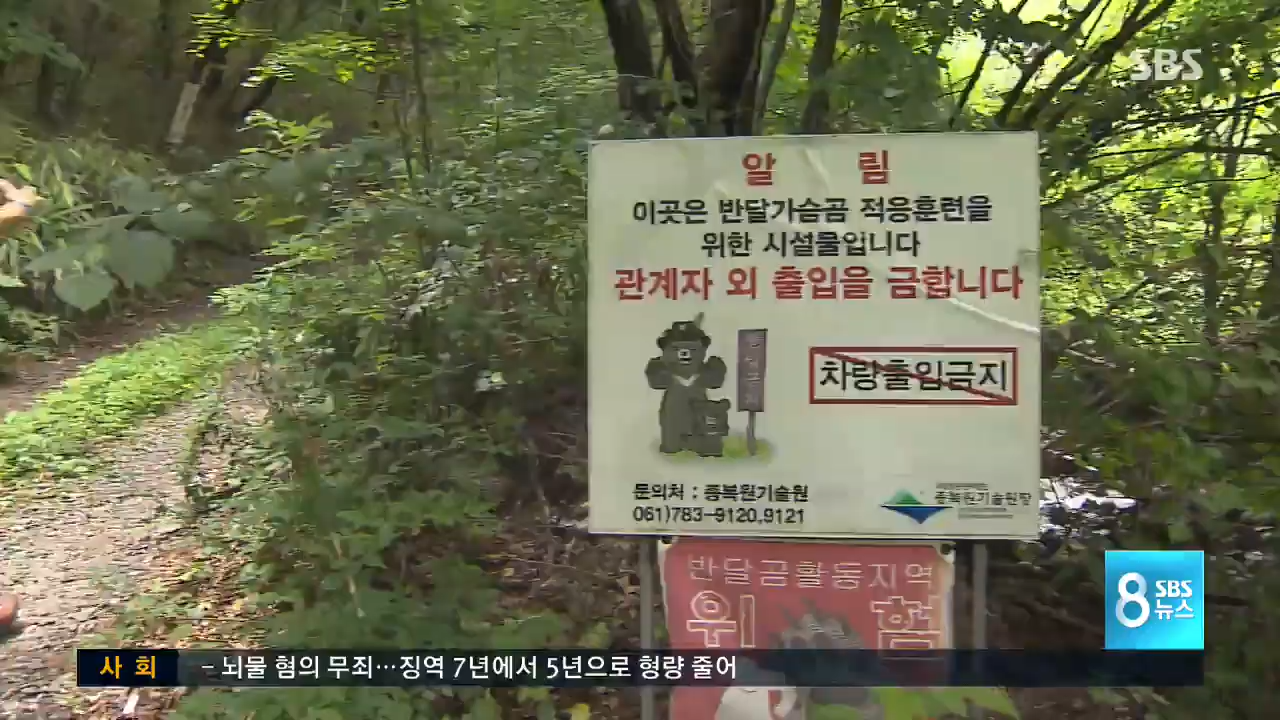 SBS
알 림
이곳은 반달가슴곰 적응훈련을
위한 시설물입니다
관계자 외 출입을 금합니다
차량출입금지
문의처 : 종복원기술원
061)783-9120,9121
종복원기술원장
반달곰활동지역
위 험
8 SBS
뉴스
사 회
- 뇌물 혐의 무죄…징역 7년에서 5년으로 형량 줄어